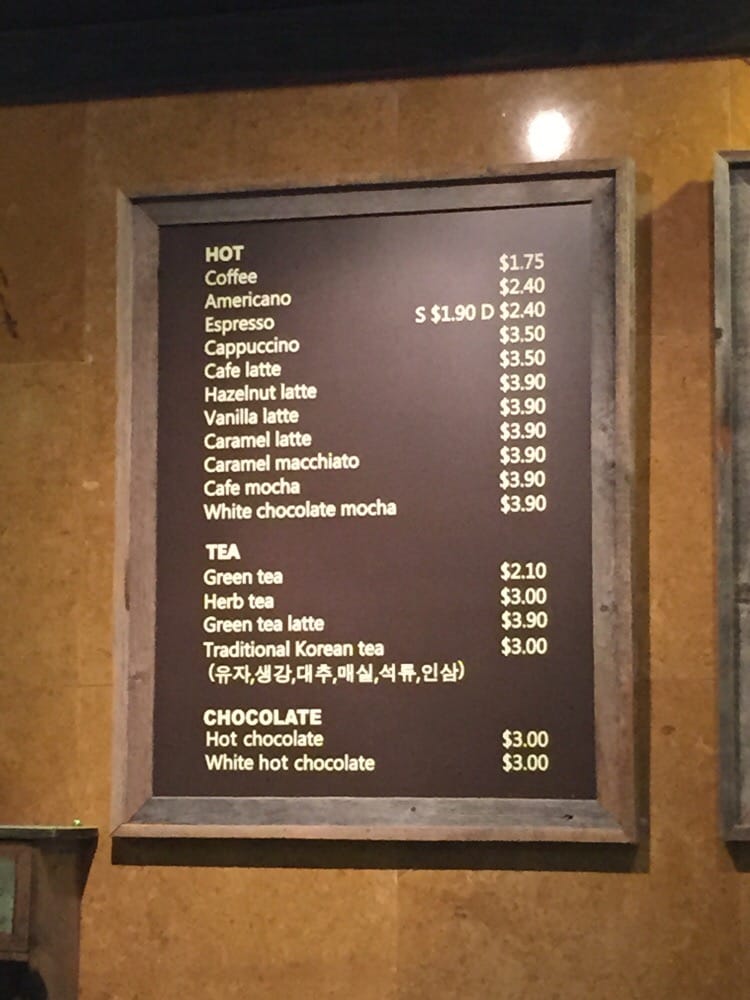 HOT
Coffee $1.75
Americano $2.40
Espresso S $1.90 D $2.40
Cappuccino $3.50
Cafe latte $3.50
Hazelnut latte $3.90
Vanilla latte $3.90
Caramel latte $3.90
Caramel macchiato $3.90
Cafe mocha $3.90
White chocolate mocha $3.90
TEA
Green tea $2.10
Herb tea $3.00
Green tea latte $3.90
Traditional Korean tea $3.00
(유자,생강,대추,매실,석류,인삼)
CHOCOLATE
Hot chocolate $3.00
White hot chocolate $3.00